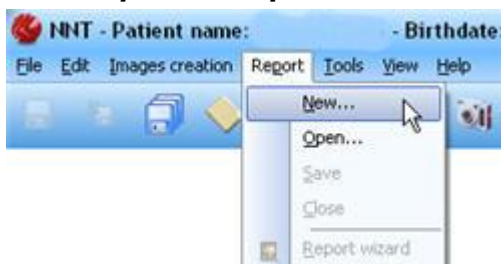 NNT - Patient name: - Birthdate:
File Edit Images creation Report Tools View Help
New...
Open...
Save
Close
Report wizard